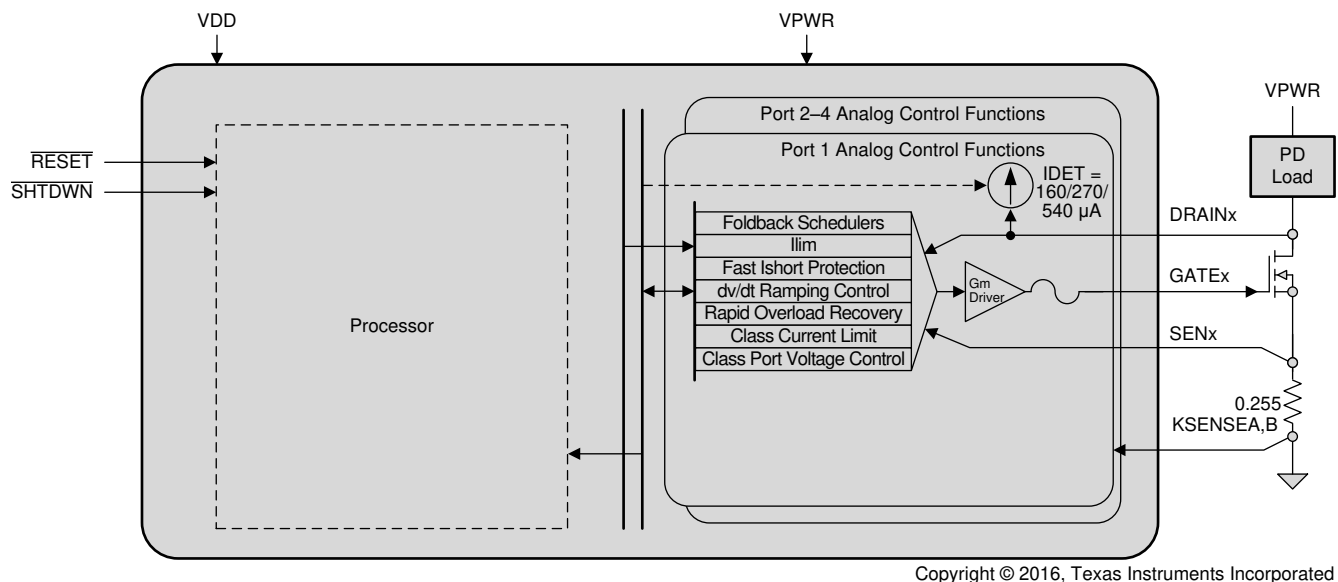 VDD
VPWR
RESET
SHTDWN
Processor
Port 2–4 Analog Control Functions
Port 1 Analog Control Functions
IDET =
160/270/
540 µA
Foldback Schedulers
Ilim
Fast Ishort Protection
dv/dt Ramping Control
Rapid Overload Recovery
Class Current Limit
Class Port Voltage Control
Gm
Driver
VPWR
PD
Load
DRAINx
GATEx
SENx
0.255
KSENSEA,B
Copyright © 2016, Texas Instruments Incorporated